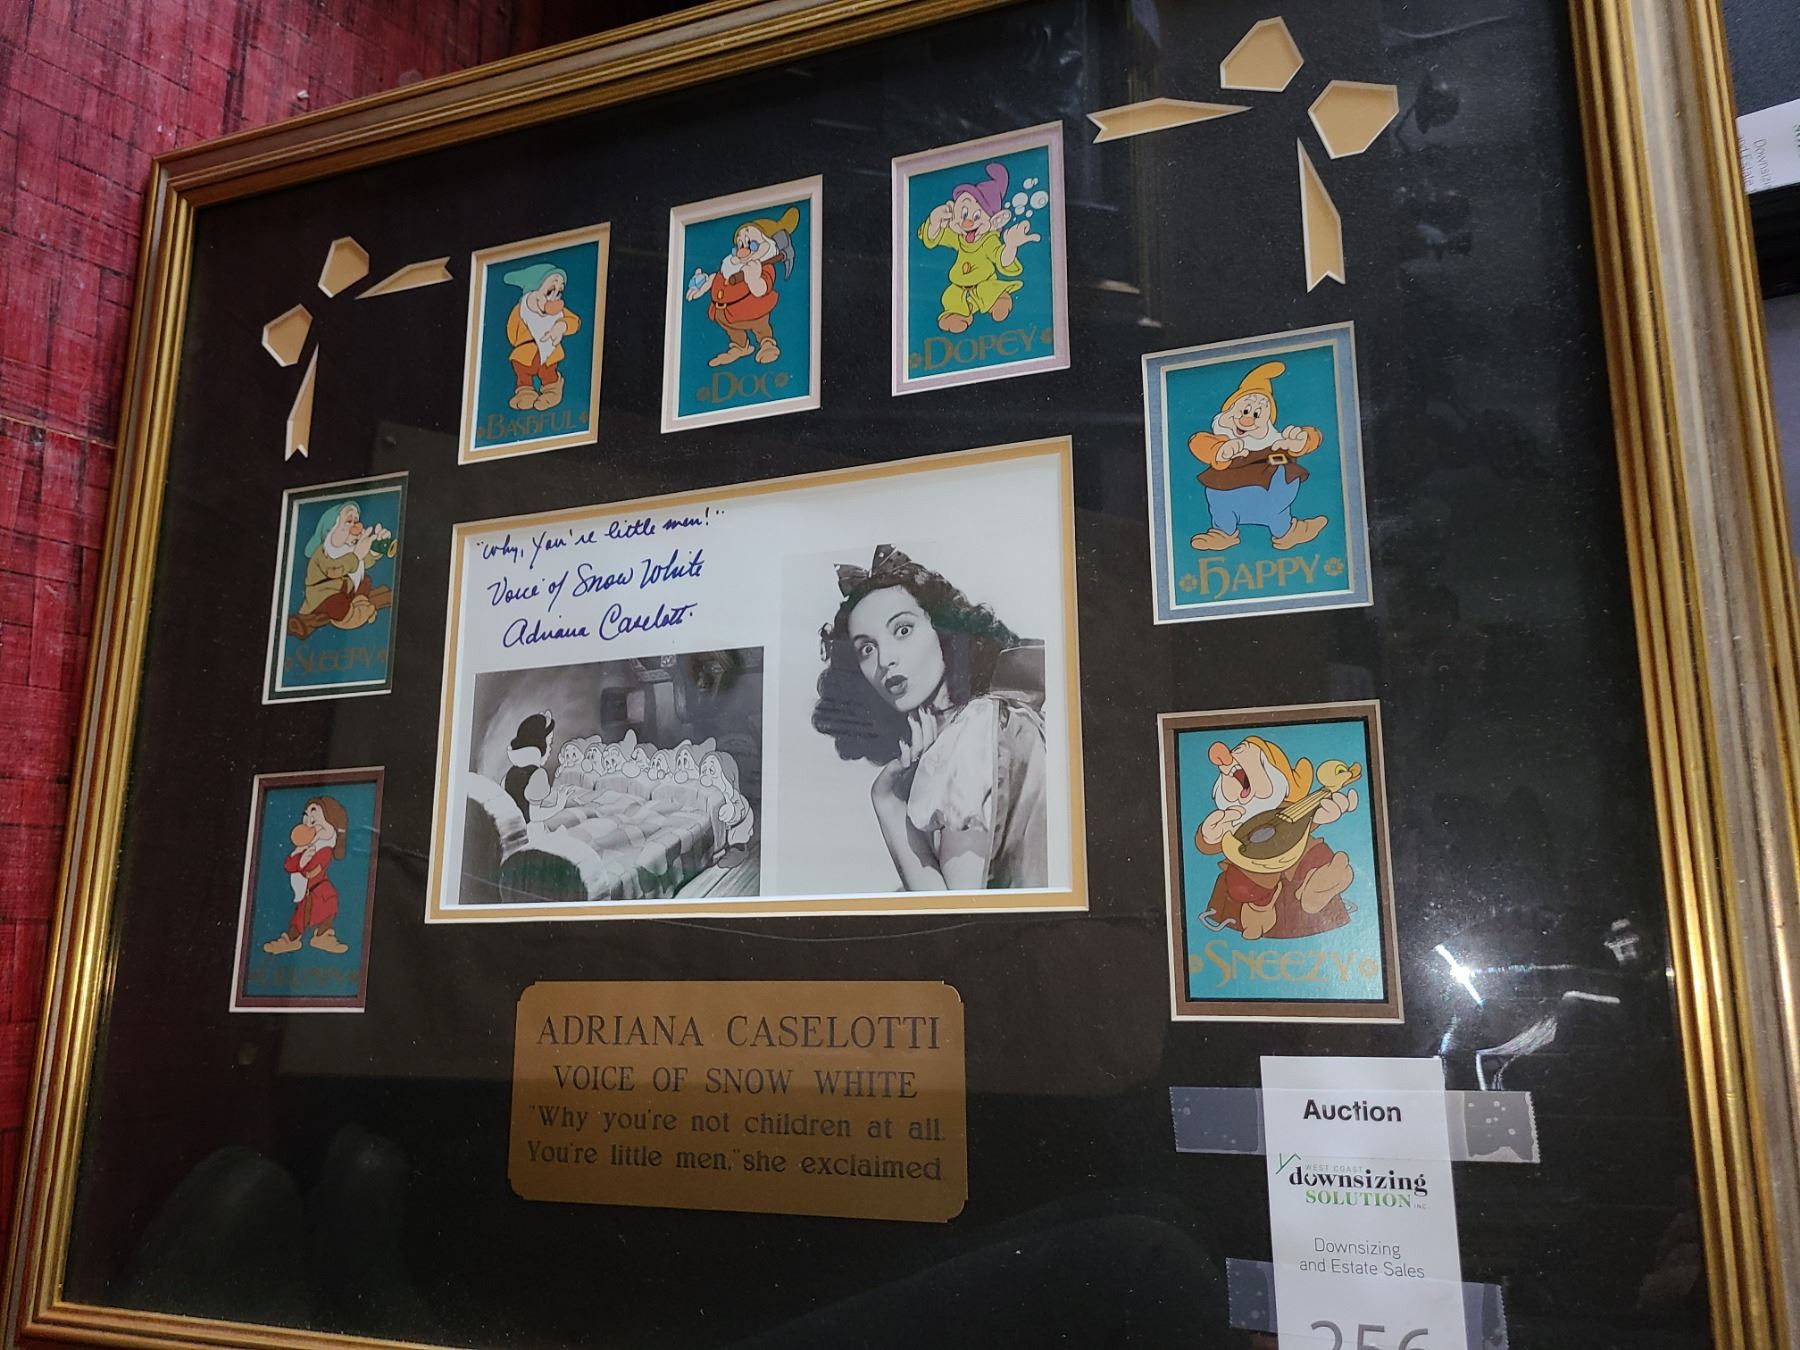 BASHFUL
DOC
DOPEY
HAPPY
SLEEPY
SNEEZY
GRUMPY
"Why, You're little men!"
Voice of Snow White
Adriana Caselotti
ADRIANA CASELOTTI
VOICE OF SNOW WHITE
"Why you're not children at all.
You're little men,"she exclaimed
Auction
WEST COAST
downsizing
SOLUTION INC.
Downsizing
and Estate Sales
256